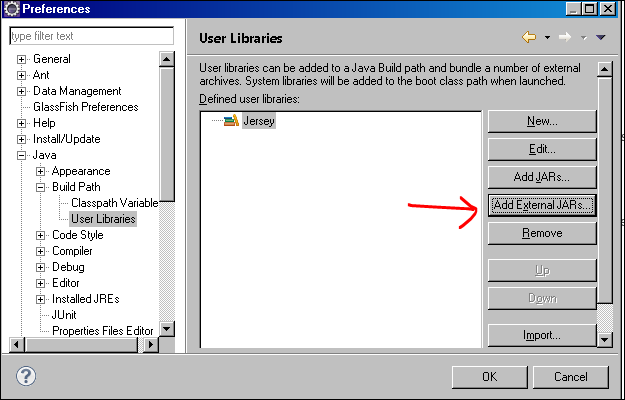 Preferences
type filter text
General
Ant
Data Management
GlassFish Preferences
Help
Install/Update
Java
Appearance
Build Path
Classpath Variable
User Libraries
Code Style
Compiler
Debug
Editor
Installed JREs
JUnit
Properties Files Editor
User Libraries
User libraries can be added to a Java Build path and bundle a number of external
archives. System libraries will be added to the boot class path when launched.
Defined user libraries:
Jersey
New...
Edit...
Add JARs...
Add External JARs...
Remove
Up
Down
Import...
?
OK
Cancel